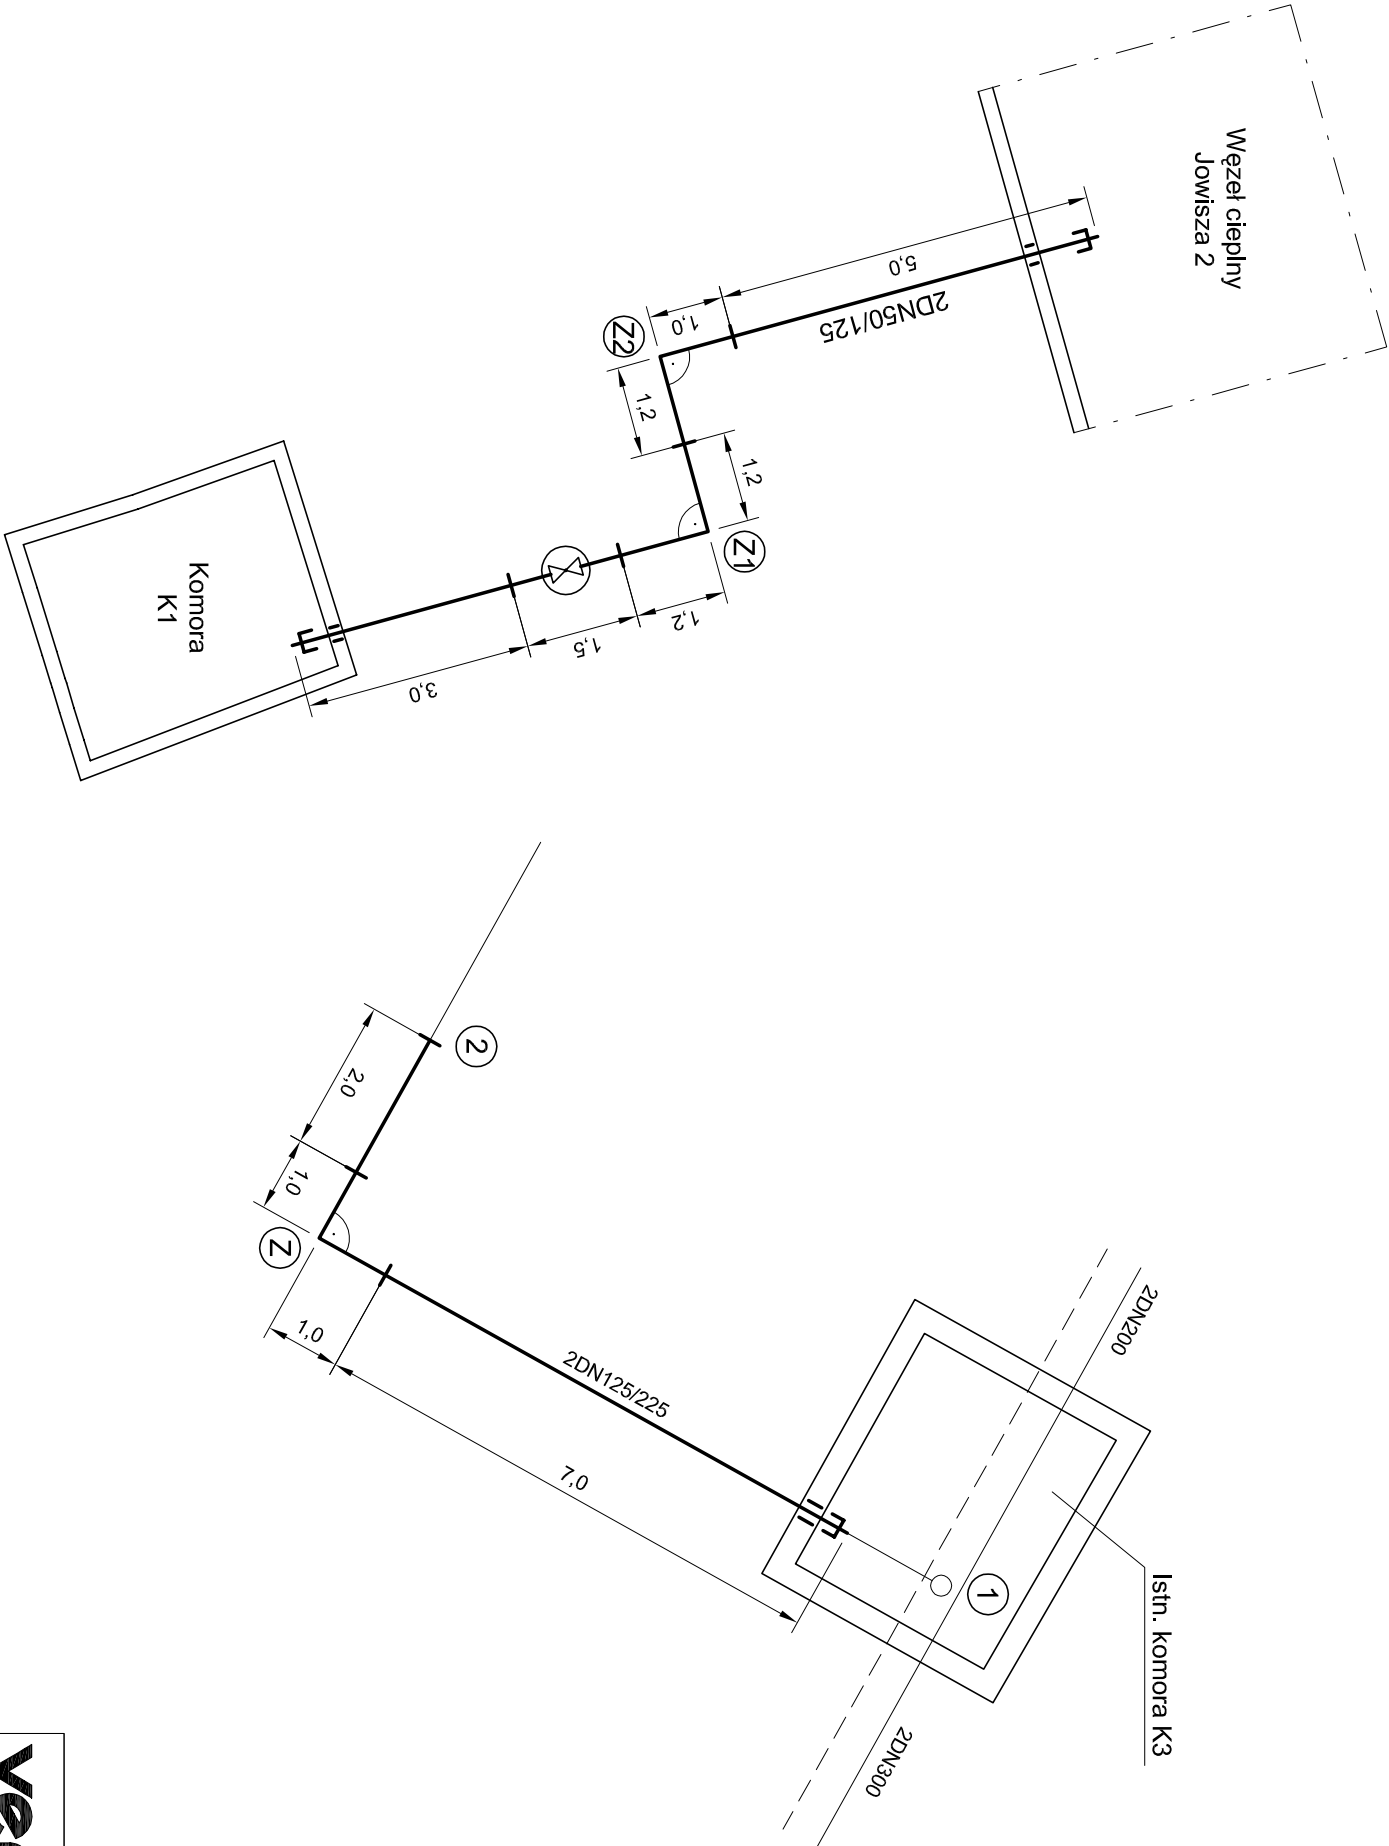 Węzeł cieplny
Jowisza 2
5,0
2DN50/125
1,0
Z2
1,2
1,2
Z1
1,2
1,5
3,0
Komora
K1
2
2,0
1,0
Z
1,0
2DN125/225
7,0
2DN200
1
Istn. komora K3
2DN300